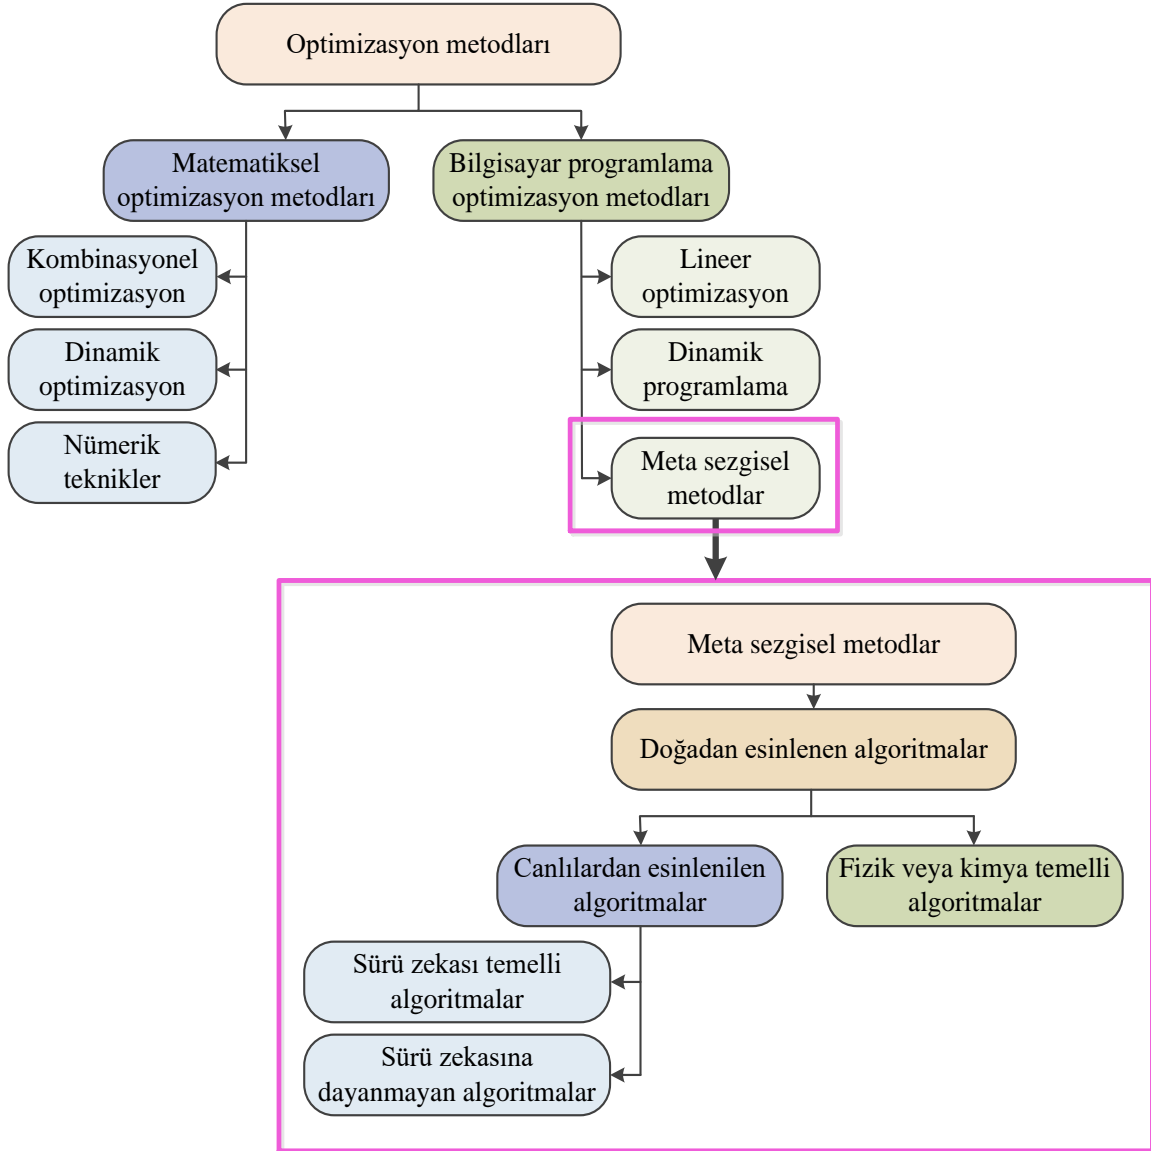 Optimizasyon metodları
Matematiksel
optimizasyon metodları
Bilgisayar programlama
optimizasyon metodları
Kombinasyonel
optimizasyon
Dinamik
optimizasyon
Nümerik
teknikler
Lineer
optimizasyon
Dinamik
programlama
Meta sezgisel
metodlar
Meta sezgisel metodlar
Doğadan esinlenen algoritmalar
Canlılardan esinlenilen
algoritmalar
Fizik veya kimya temelli
algoritmalar
Sürü zekası temelli
algoritmalar
Sürü zekasına
dayanmayan algoritmalar